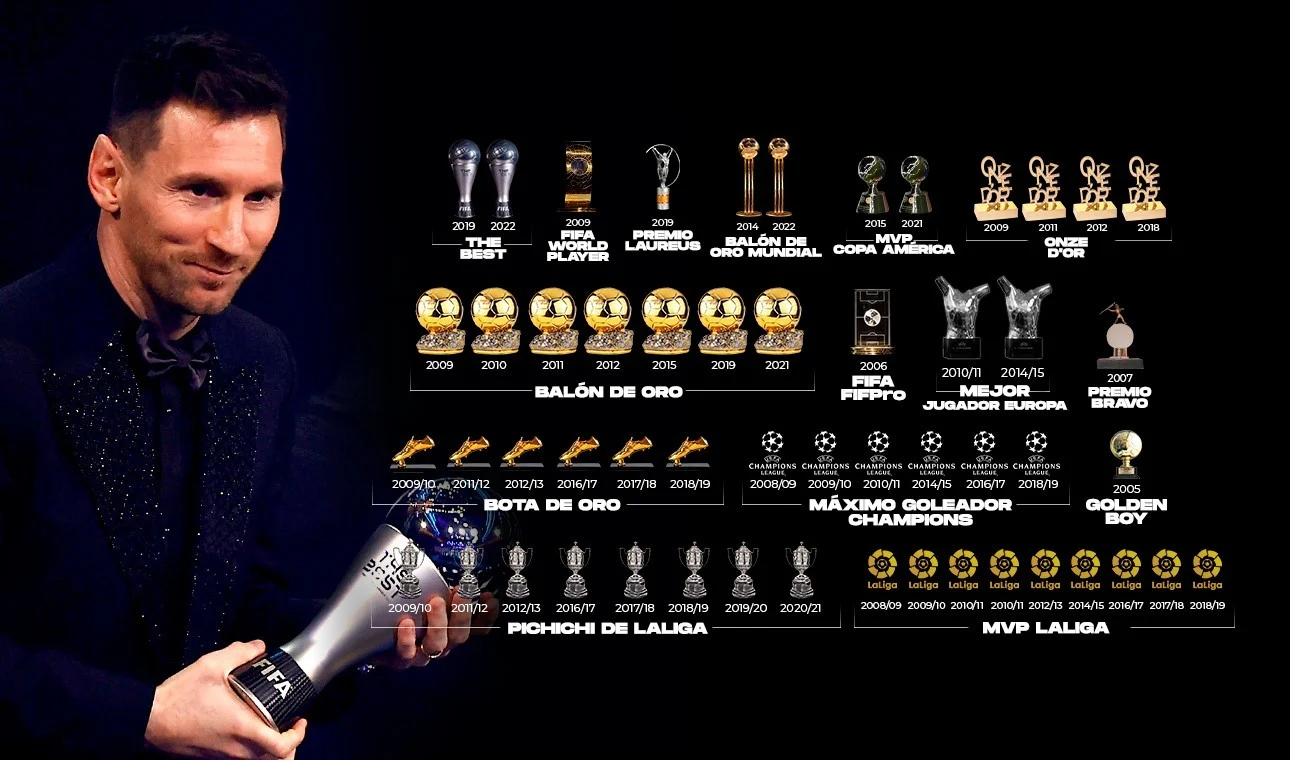 2019 2022
THE
BEST
2009
FIFA
WORLD
PLAYER
2019
PREMIO
LAUREUS
2014 2022
BALÓN DE
ORO MUNDIAL
2015 2021
MVP
COPA AMÉRICA
2009 2011 2012 2018
ONZE
D'OR
2009 2010 2011 2012 2015 2019 2021
BALÓN DE ORO
2006
FIFA
FIFPrO
2010/11 2014/15
MEJOR
JUGADOR EUROPA
2007
PREMIO
BRAVO
2009/10 2011/12 2012/13 2016/17 2017/18 2018/19
BOTA DE ORO
UEFA UEFA UEFA UEFA UEFA UEFA
CHAMPIONS CHAMPIONS CHAMPIONS CHAMPIONS CHAMPIONS CHAMPIONS
LEAGUE LEAGUE LEAGUE LEAGUE LEAGUE LEAGUE
2008/09 2009/10 2010/11 2014/15 2016/17 2018/19
MÁXIMO GOLEADOR
CHAMPIONS
2005
GOLDEN
BOY
2009/10 2011/12 2012/13 2016/17 2017/18 2018/19 2019/20 2020/21
PICHICHI DE LALIGA
LaLiga LaLiga LaLiga LaLiga LaLiga LaLiga LaLiga LaLiga LaLiga
2008/09 2009/10 2010/11 2010/11 2012/13 2014/15 2016/17 2017/18 2018/19
MVP LALIGA
THE
BEST
FIFA